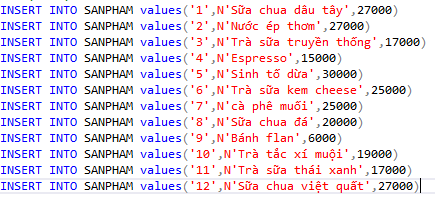 INSERT INTO SANPHAM values('1',N'Sữa chua dâu tây',27000)
INSERT INTO SANPHAM values('2',N'Nước ép thơm',27000)
INSERT INTO SANPHAM values('3',N'Trà sữa truyền thống',17000)
INSERT INTO SANPHAM values('4',N'Espresso',15000)
INSERT INTO SANPHAM values('5',N'Sinh tố dừa',30000)
INSERT INTO SANPHAM values('6',N'Trà sữa kem cheese',25000)
INSERT INTO SANPHAM values('7',N'cà phê muối',25000)
INSERT INTO SANPHAM values('8',N'Sữa chua đá',20000)
INSERT INTO SANPHAM values('9',N'Bánh flan',6000)
INSERT INTO SANPHAM values('10',N'Trà tắc xí muội',19000)
INSERT INTO SANPHAM values('11',N'Trà sữa thái xanh',17000)
INSERT INTO SANPHAM values('12',N'Sữa chua việt quất',27000)